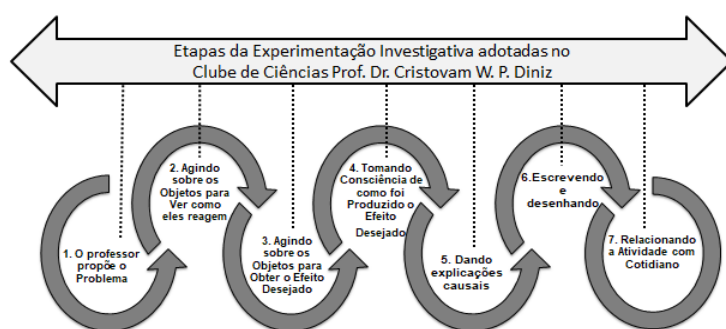 Etapas da Experimentação Investigativa adotadas no
Clube de Ciências Prof. Dr. Cristovam W. P. Diniz
1. O professor
propõe o
Problema
2. Agindo
sobre os
Objetos para
Ver como
eles reagem
3. Agindo sobre os
Objetos para
Obter o Efeito
Desejado
4. Tomando
Consciência de
como foi
Produzido o
Efeito
Desejado
5. Dando
explicações
causais
6.Escrevendo
e
desenhando
7. Relacionando
a Atividade com
Cotidiano